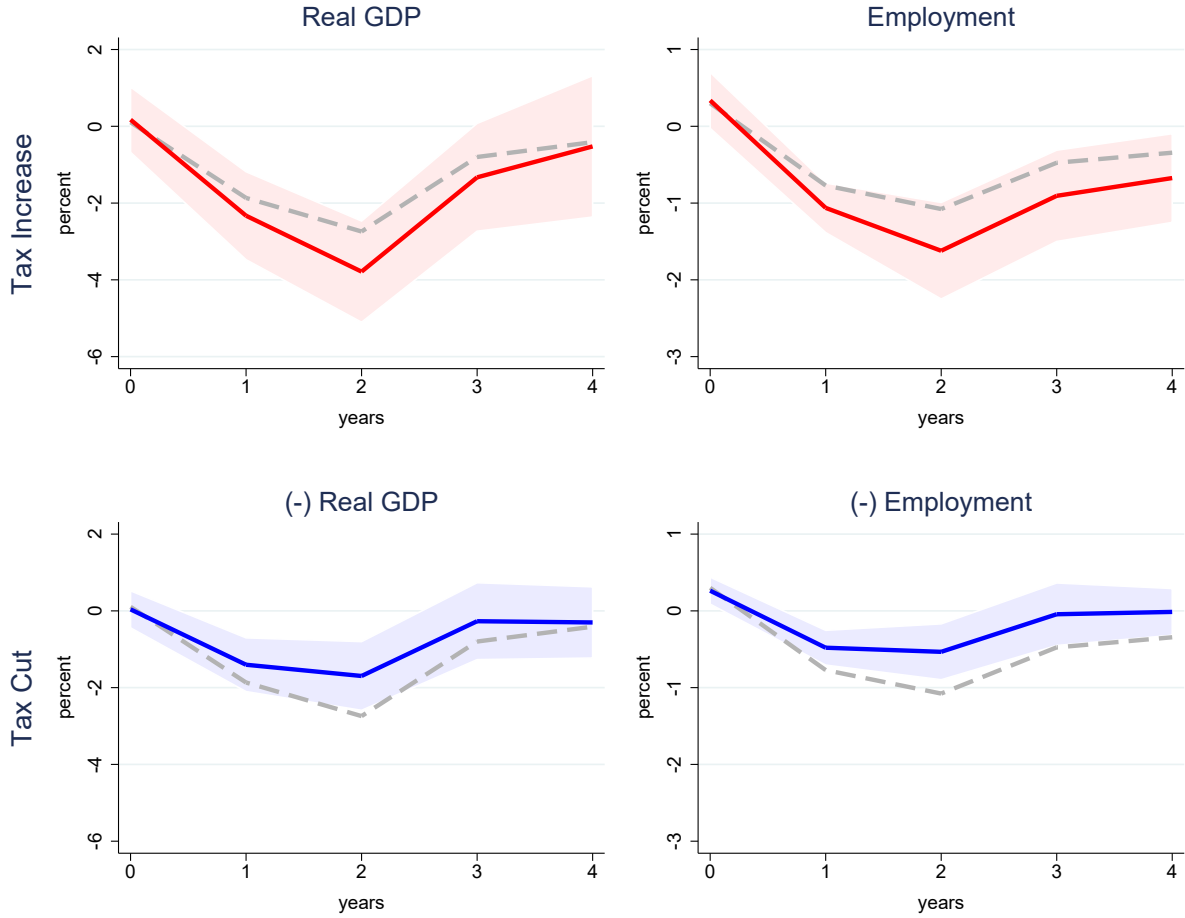 Real GDP
Employment
Tax Increase
percent
2
0
-2
-4
-6
0 1 2 3 4
years
percent
1
0
-1
-2
-3
0 1 2 3 4
years
(-) Real GDP
(-) Employment
Tax Cut
percent
2
0
-2
-4
-6
0 1 2 3 4
years
percent
1
0
-1
-2
-3
0 1 2 3 4
years